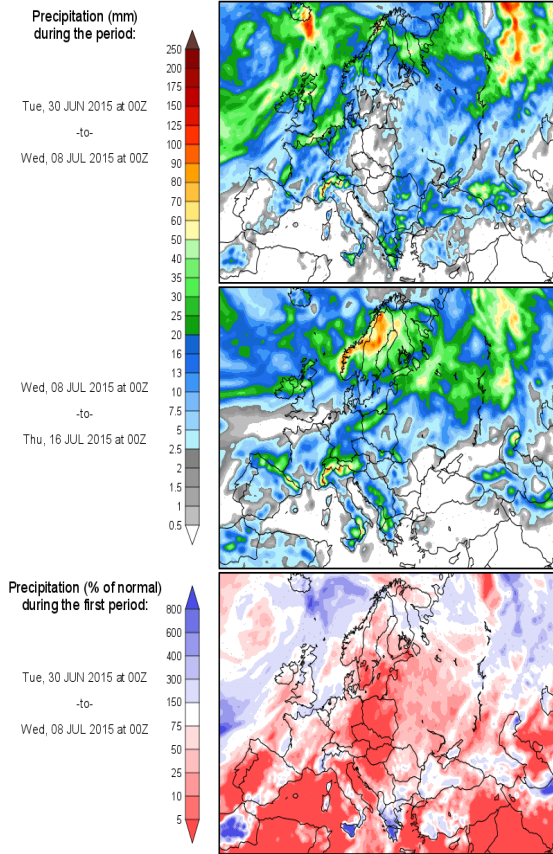 Precipitation (mm)
during the period:
250
200
175
150
125
100
90
80
70
60
50
45
40
35
30
25
20
16
13
10
7.5
5
2.5
2
1.5
1
0.5
Tue, 30 JUN 2015 at 00Z
-to-
Wed, 08 JUL 2015 at 00Z
Wed, 08 JUL 2015 at 00Z
-to-
Thu, 16 JUL 2015 at 00Z
Precipitation (% of normal)
during the first period:
800
600
400
300
150
75
50
25
10
5
Tue, 30 JUN 2015 at 00Z
-to-
Wed, 08 JUL 2015 at 00Z